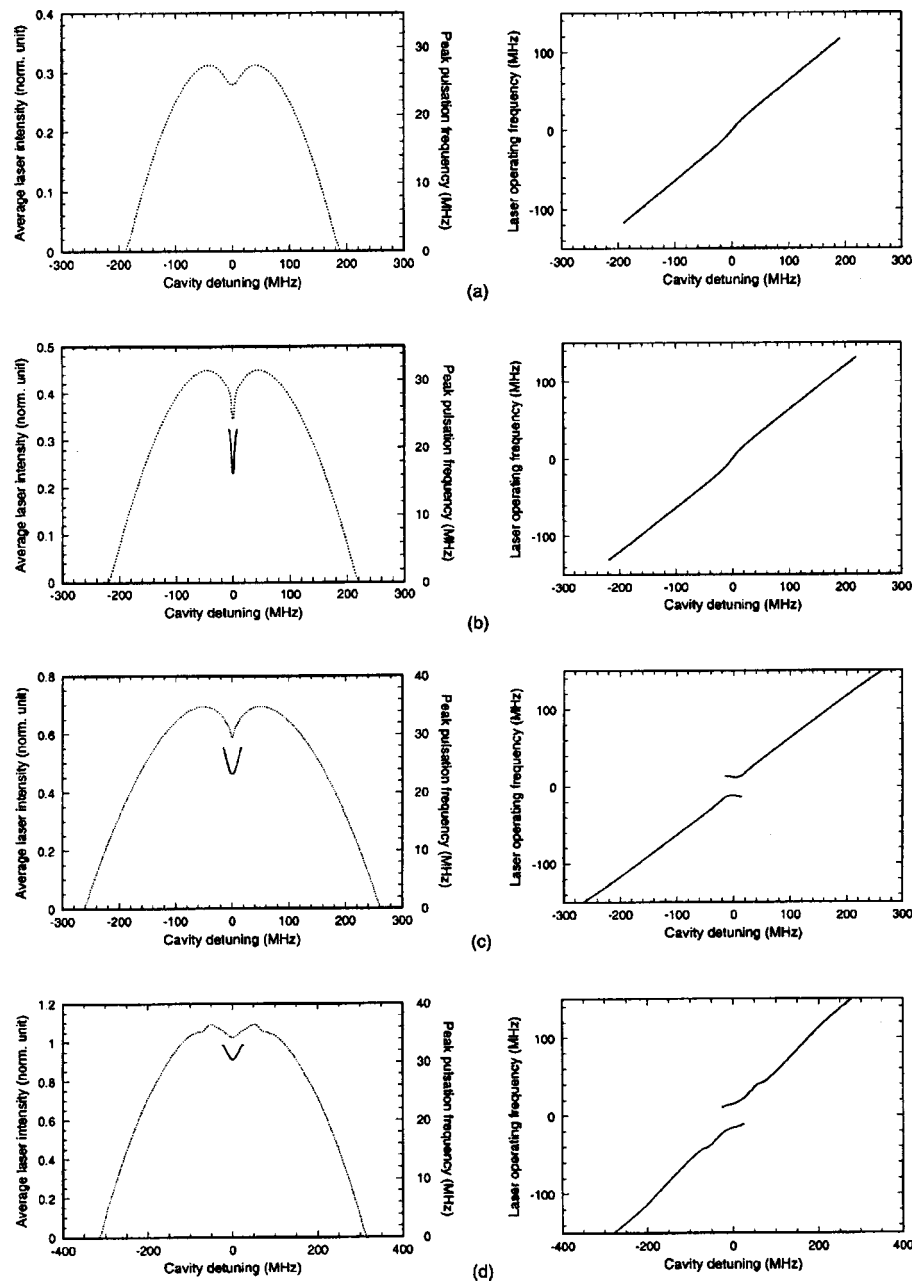 Average laser intensity (norm. unit)
0.4
0.3
0.2
0.1
0
-300 -200 -100 0 100 200 300
Cavity detuning (MHz)
30
20
10
0
Peak pulsation frequency (MHz)
Laser operating frequency (MHz)
100
0
-100
-300 -200 -100 0 100 200 300
Cavity detuning (MHz)
(a)
Average laser intensity (norm. unit)
0.5
0.4
0.3
0.2
0.1
0
-300 -200 -100 0 100 200 300
Cavity detuning (MHz)
30
20
10
0
Peak pulsation frequency (MHz)
Laser operating frequency (MHz)
100
0
-100
-300 -200 -100 0 100 200 300
Cavity detuning (MHz)
(b)
Average laser intensity (norm. unit)
0.8
0.6
0.4
0.2
0
-300 -200 -100 0 100 200 300
Cavity detuning (MHz)
40
30
20
10
0
Peak pulsation frequency (MHz)
Laser operating frequency (MHz)
100
0
-100
-300 -200 -100 0 100 200 300
Cavity detuning (MHz)
(c)
Average laser intensity (norm. unit)
1.2
1
0.8
0.6
0.4
0.2
0
-400 -200 0 200 400
Cavity detuning (MHz)
40
30
20
10
0
Peak pulsation frequency (MHz)
Laser operating frequency (MHz)
100
0
-100
-400 -200 0 200 400
Cavity detuning (MHz)
(d)